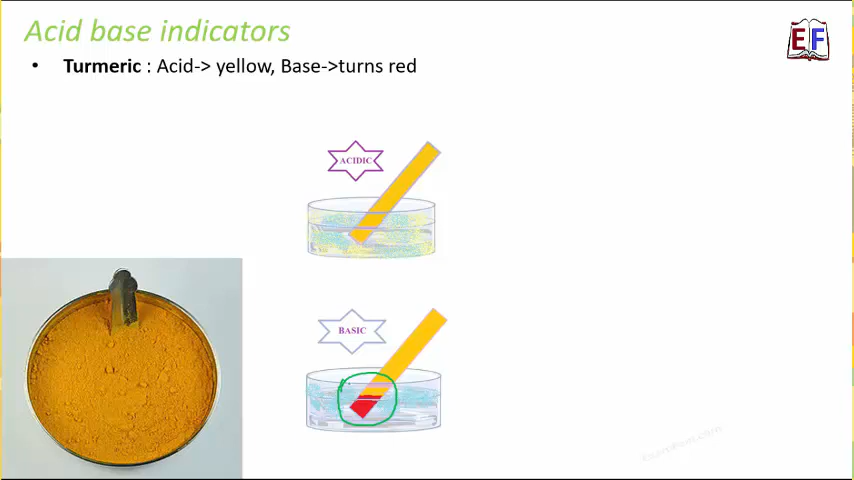 Acid base indicators
EF
• Turmeric : Acid-> yellow, Base->turns red
ACIDIC
BASIC